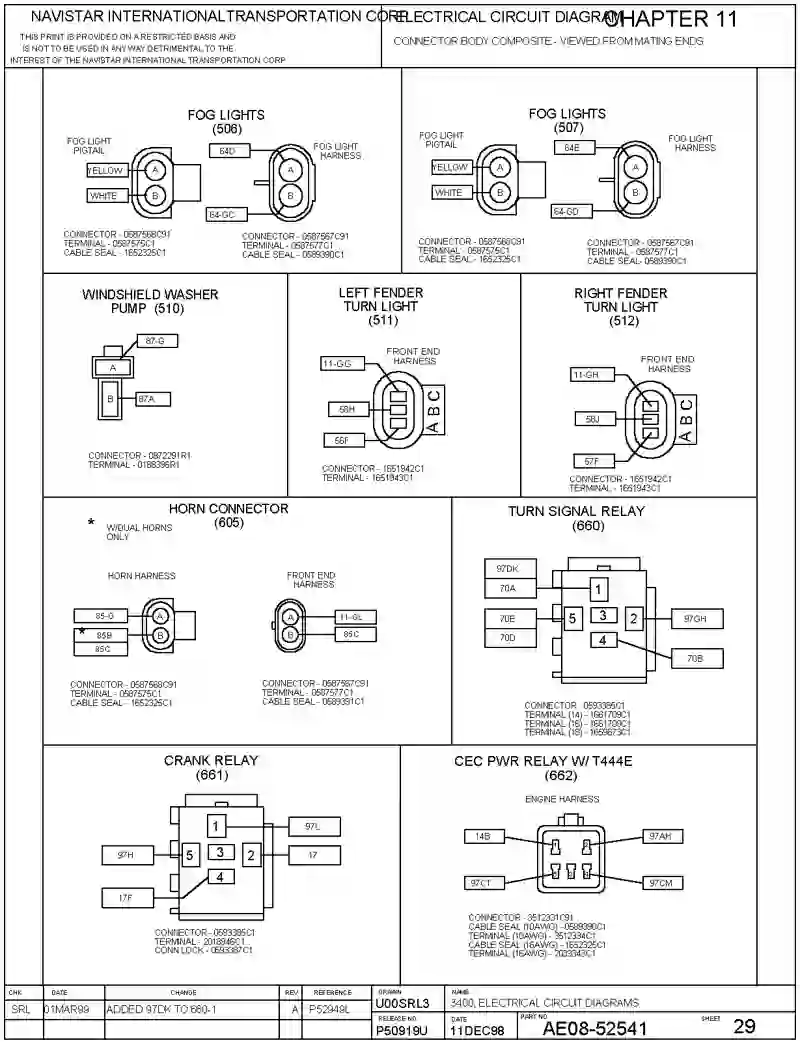 NAVISTAR INTERNATIONAL TRANSPORTATION CORP
ELECTRICAL CIRCUIT DIAGRAM
CHAPTER 11
THIS PRINT IS PROVIDED ON A RESTRICTED BASIS AND
IS NOT TO BE USED IN ANY WAY DETRIMENTAL TO THE
INTEREST OF THE NAVISTAR INTERNATIONAL TRANSPORTATION CORP
CONNECTOR BODY COMPOSITE - VIEWED FROM MATING ENDS
FOG LIGHTS
(506)
FOG LIGHT
PIGTAIL
YELLOW
A
WHITE
B
64D
A
B
64-GC
FOG LIGHT
HARNESS
CONNECTOR - 0587568C91
TERMINAL - 0587575C1
CABLE SEAL - 1652325C1
CONNECTOR - 0587567C91
TERMINAL - 0587577C1
CABLE SEAL - 0589390C1
FOG LIGHTS
(507)
FOG LIGHT
PIGTAIL
YELLOW
A
WHITE
B
64E
A
B
64-GD
FOG LIGHT
HARNESS
CONNECTOR - 0587568C91
TERMINAL - 0587575C1
CABLE SEAL - 1652325C1
CONNECTOR - 0587567C91
TERMINAL - 0587577C1
CABLE SEAL- 0589390C1
WINDSHIELD WASHER
PUMP (510)
87-G
A
B
87A
CONNECTOR - 0872291R1
TERMINAL - 0188396R1
LEFT FENDER
TURN LIGHT
(511)
FRONT END
HARNESS
11-GG
58H
56F
A B C
CONNECTOR - 1651942C1
TERMINAL - 1651943C1
RIGHT FENDER
TURN LIGHT
(512)
FRONT END
HARNESS
11-GH
58J
57F
A B C
CONNECTOR - 1651942C1
TERMINAL - 1651943C1
HORN CONNECTOR
(605)
* W/DUAL HORNS
ONLY
HORN HARNESS
85-G
A
* 85B
B
85C
CONNECTOR - 0587568C91
TERMINAL - 0587575C1
CABLE SEAL - 1652325C1
FRONT END
HARNESS
A
11-GL
B
85C
CONNECTOR - 0587567C91
TERMINAL - 0587577C1
CABLE SEAL - 0589391C1
TURN SIGNAL RELAY
(660)
97DK
70A
1
70E
70D
5
3
2
97GH
4
70B
CONNECTOR 0593385C1
TERMINAL (14) - 1661709C1
TERMINAL (16) - 1661709C1
TERMINAL (18) - 1659873C1
CRANK RELAY
(661)
1
97L
97H
5
3
2
17
4
17F
CONNECTOR - 0593385C1
TERMINAL - 2018946C1
CONN LOCK - 0593387C1
CEC PWR RELAY W/ T444E
(662)
ENGINE HARNESS
14B
97AH
97CT
97CM
CONNECTOR - 3512331C91
CABLE SEAL (10AWG) - 0589390C1
TERMINAL (10AWG) - 3512334C1
CABLE SEAL (16AWG) - 1652325C1
TERMINAL (16AWG) - 2033343C1
CHK DATE CHANGE REV REFERENCE
SRL 01MAR99 ADDED 97DK TO 660-1 A P52949L
DRAWN
U00SRL3
RELEASE NO.
P50919U
NAME
3400, ELECTRICAL CIRCUIT DIAGRAMS
DATE
11DEC98
PART NO.
AE08-52541
SHEET
29